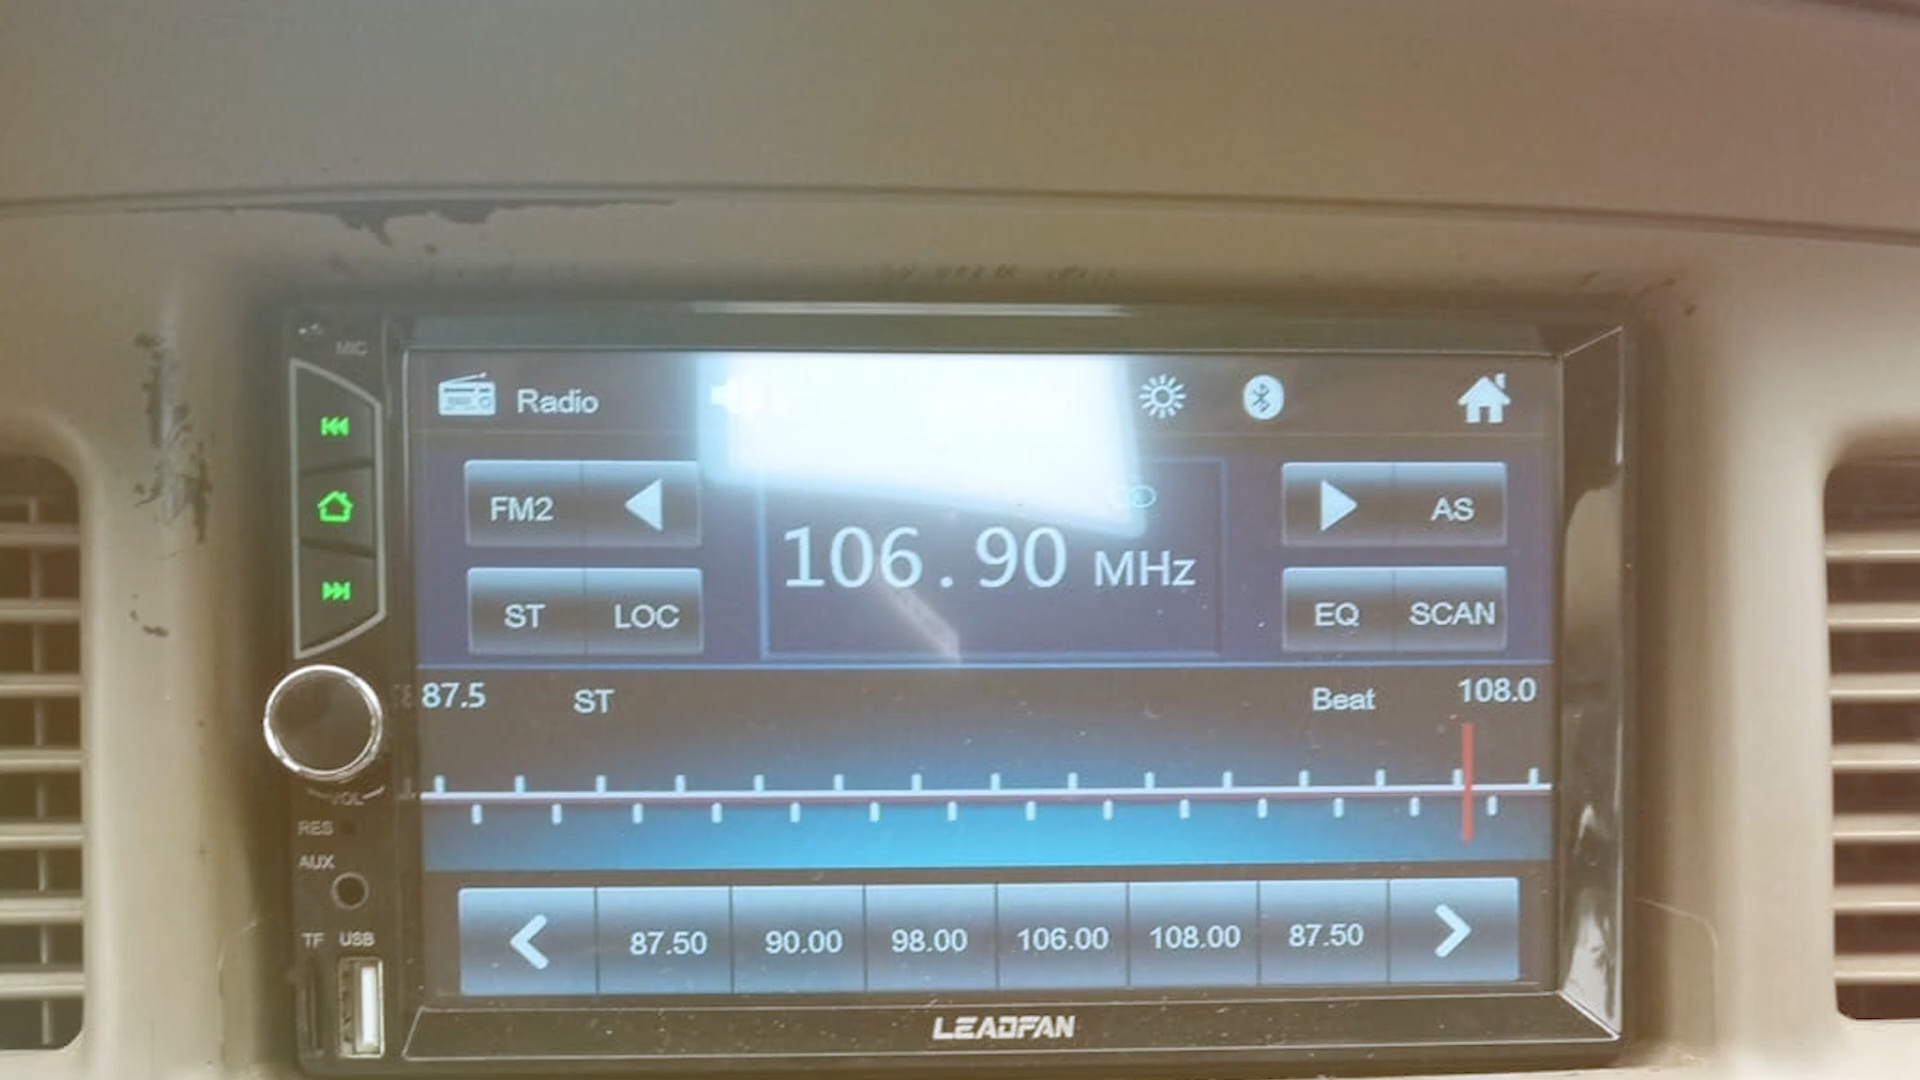 MIC
Radio
FM2
AS
106.90 MHz
ST LOC
EQ SCAN
87.5 ST Beat 108.0
VOL
RES
AUX
TF USB
87.50 90.00 98.00 106.00 108.00 87.50
LEADFAN